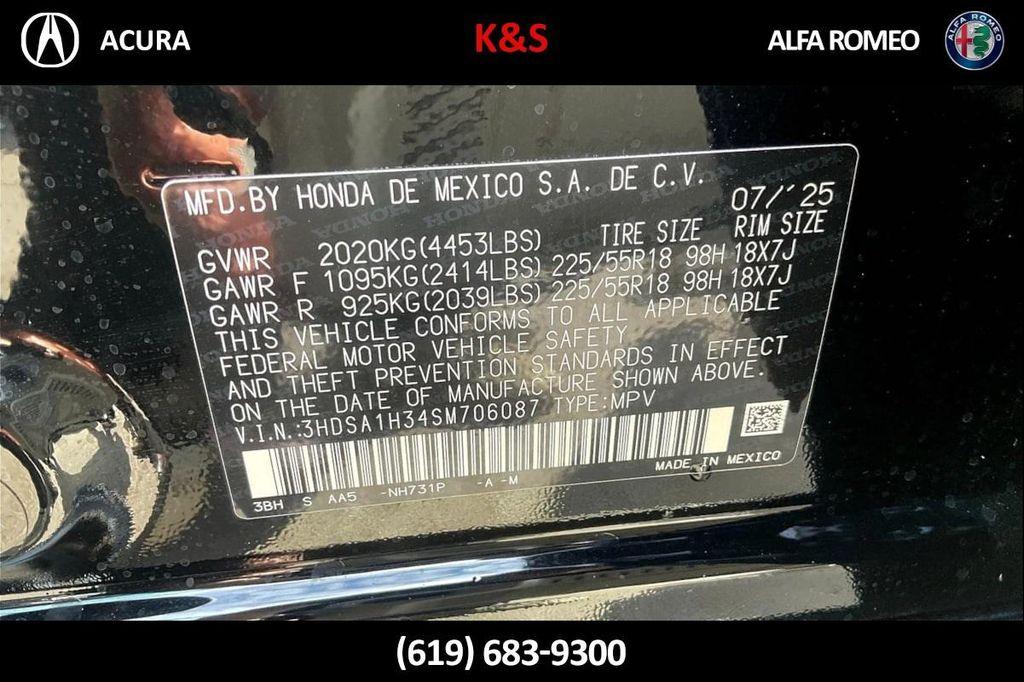 ACURA
K&S
ALFA ROMEO
ALFA ROMEO
MFD.BY HONDA DE MEXICO S.A. DE C.V. 07/'25
GVWR 2020KG(4453LBS) TIRE SIZE RIM SIZE
GAWR F 1095KG(2414LBS) 225/55R18 98H 18X7J
GAWR R 925KG(2039LBS) 225/55R18 98H 18X7J
THIS VEHICLE CONFORMS TO ALL APPLICABLE
FEDERAL MOTOR VEHICLE SAFETY
AND THEFT PREVENTION STANDARDS IN EFFECT
ON THE DATE OF MANUFACTURE SHOWN ABOVE.
V.I.N.:3HDSA1H34SM706087 TYPE:MPV
MADE IN MEXICO
3BH S AA5 -NH731P -A -M
(619) 683-9300